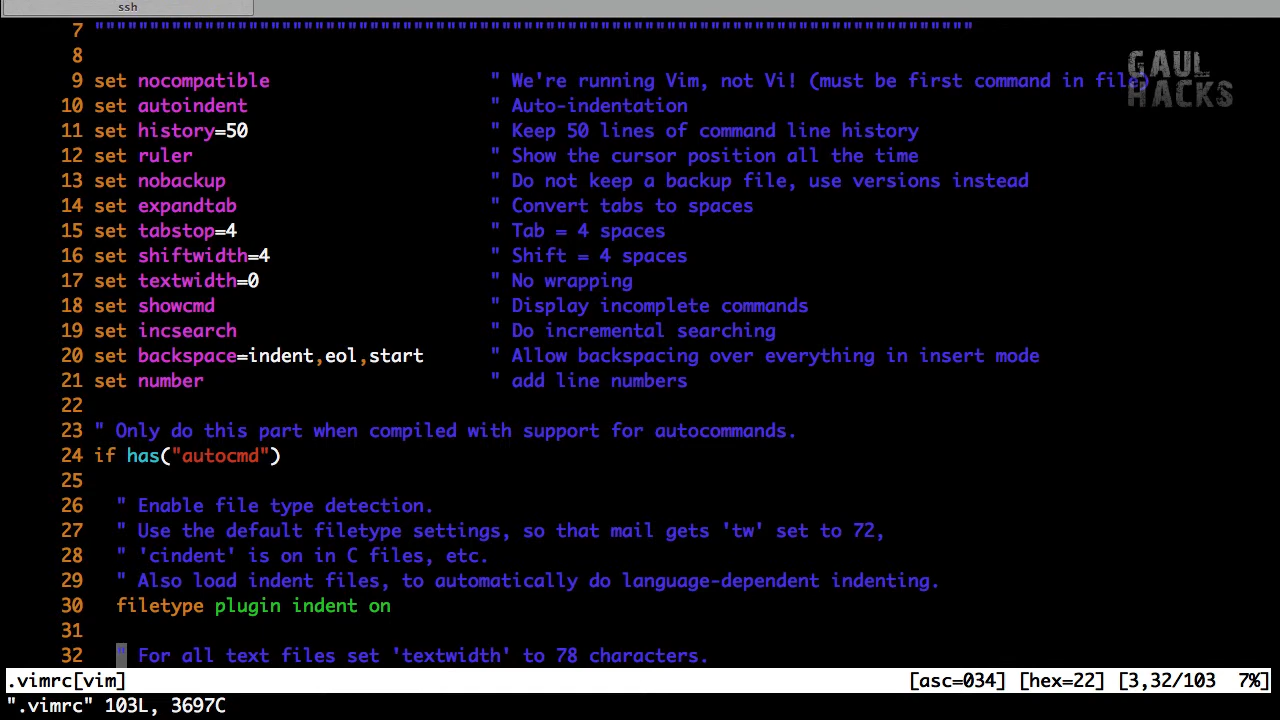 ssh
7 """"""""""""""""""""""""""""""""""""""""""""""""""""""""""""""""""""""""""""""""
8
9 set nocompatible " We're running Vim, not Vi! (must be first command in file)
GAUL
HACKS
10 set autoindent " Auto-indentation
11 set history=50 " Keep 50 lines of command line history
12 set ruler " Show the cursor position all the time
13 set nobackup " Do not keep a backup file, use versions instead
14 set expandtab " Convert tabs to spaces
15 set tabstop=4 " Tab = 4 spaces
16 set shiftwidth=4 " Shift = 4 spaces
17 set textwidth=0 " No wrapping
18 set showcmd " Display incomplete commands
19 set incsearch " Do incremental searching
20 set backspace=indent,eol,start " Allow backspacing over everything in insert mode
21 set number " add line numbers
22
23 " Only do this part when compiled with support for autocommands.
24 if has("autocmd")
25
26 " Enable file type detection.
27 " Use the default filetype settings, so that mail gets 'tw' set to 72,
28 " 'cindent' is on in C files, etc.
29 " Also load indent files, to automatically do language-dependent indenting.
30 filetype plugin indent on
31
32 " For all text files set 'textwidth' to 78 characters.
.vimrc[vim] [asc=034] [hex=22] [3,32/103 7%]
".vimrc" 103L, 3697C